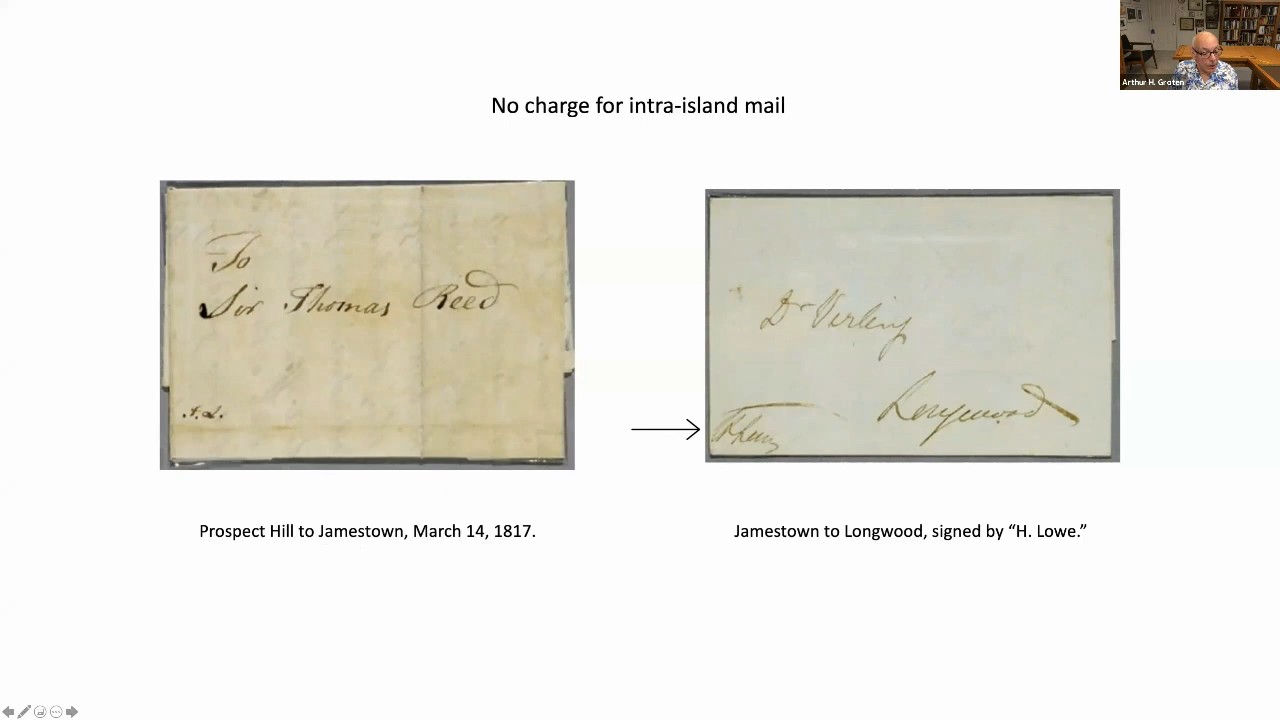 Arthur H. Groten
No charge for intra-island mail
To
Sir Thomas Reed
Dr Verling
Longwood
Prospect Hill to Jamestown, March 14, 1817.
Jamestown to Longwood, signed by “H. Lowe.”